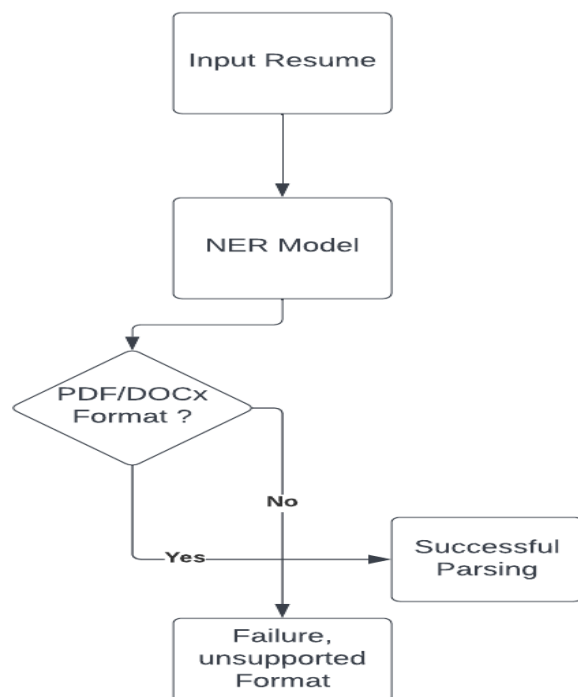 Input Resume
NER Model
PDF/DOCx
Format ?
No
Yes
Successful
Parsing
Failure,
unsupported
Format